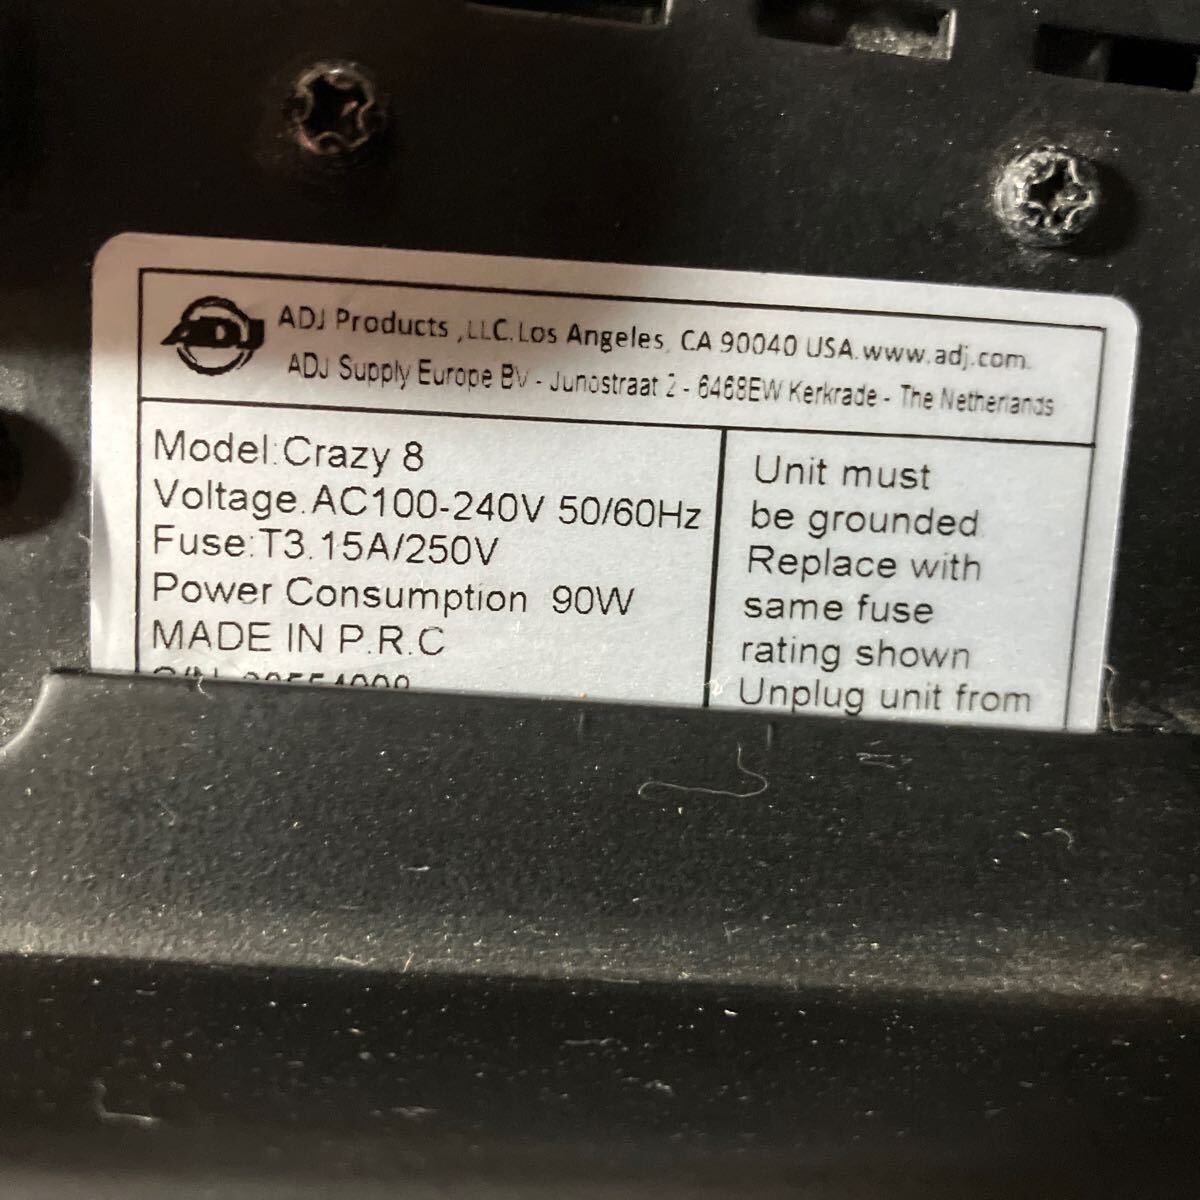 ADJ
ADJ Products ,LLC.Los Angeles, CA 90040 USA.www.adj.com.
ADJ Supply Europe BV - Junostraat 2 - 6468EW Kerkrade - The Netherlands
Model:Crazy 8
Voltage.AC100-240V 50/60Hz
Fuse:T3.15A/250V
Power Consumption 90W
MADE IN P.R.C
Unit must
be grounded.
Replace with
same fuse
rating shown
Unplug unit from